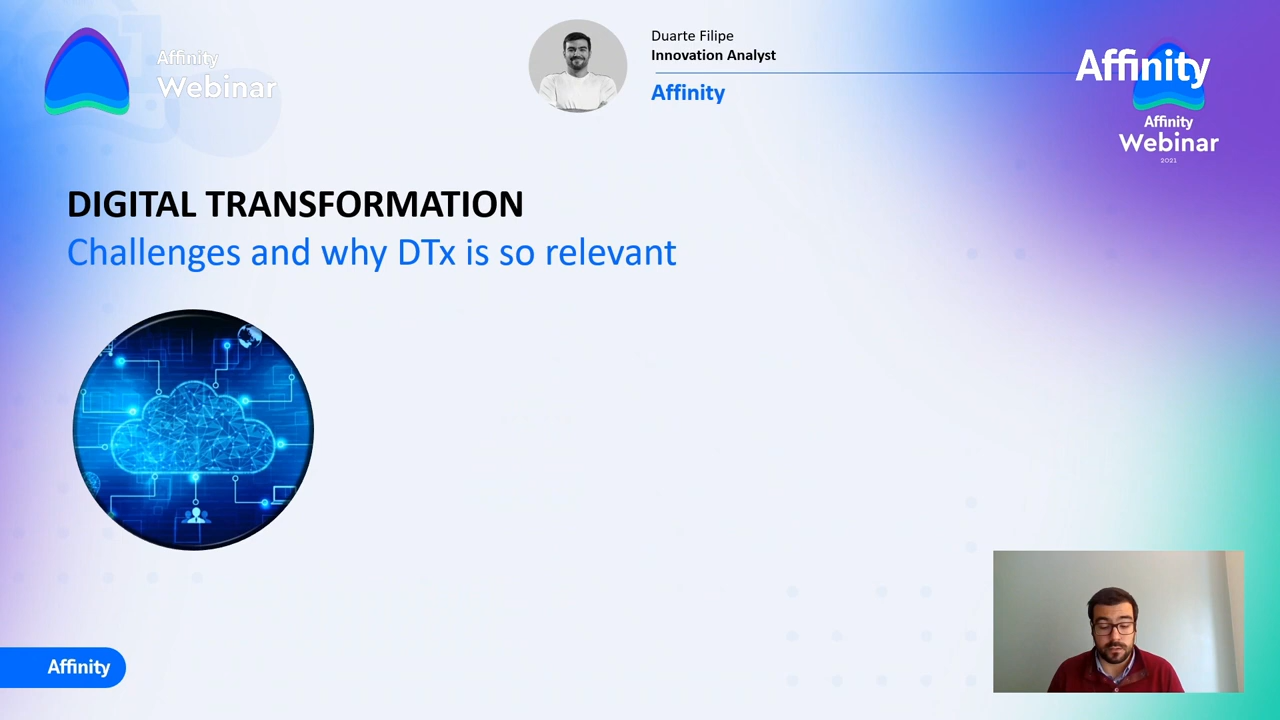 Affinity
Webinar
Duarte Filipe
Innovation Analyst
Affinity
Affinity
Affinity
Webinar
2021
DIGITAL TRANSFORMATION
Challenges and why DTx is so relevant
Affinity